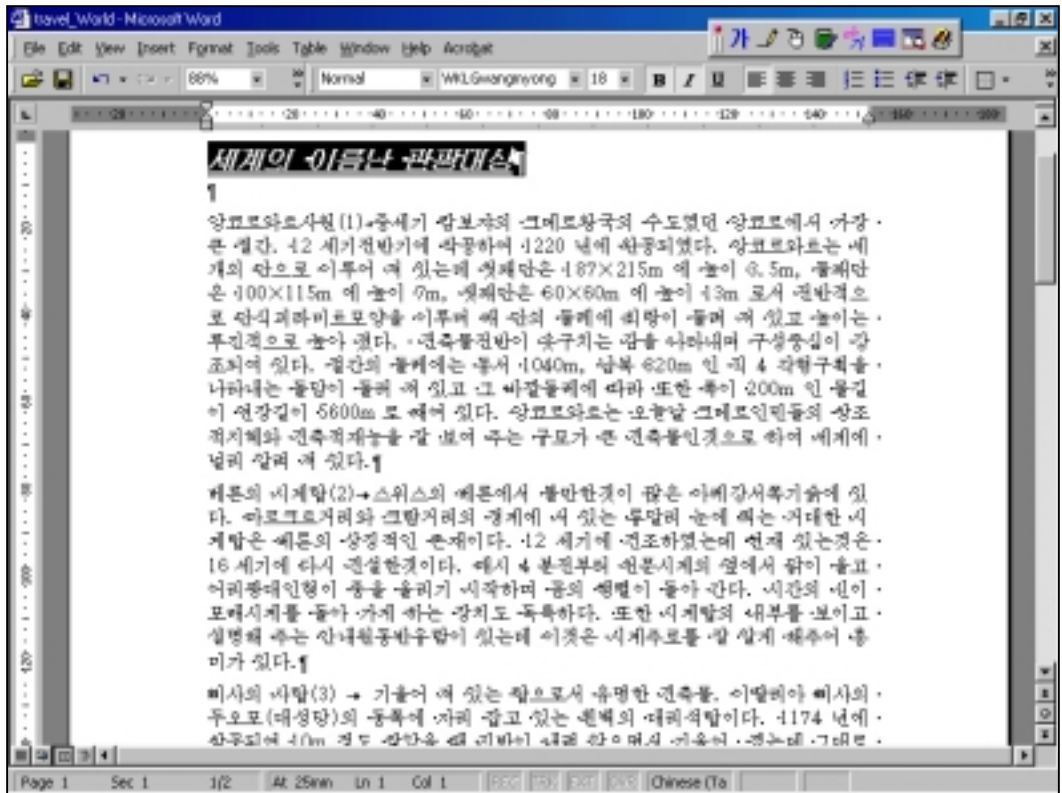 travel_World - Microsoft Word
File Edit View Insert Format Tools Table Window Help Acrobat
88% Normal WKLGwangmyong 18 B I U
세계의 이름난 관광대상¶
¶
앙코르와트사원(1)→중세기 캄보쟈의 크메르왕국의 수도였던 앙코르에서 가장
큰 절간. 12 세기전반기에 착공하여 1220 년에 완공되였다. 앙코르와트는 세
개의 단으로 이루어 져 있는데 첫째단은 187×215m 에 높이 3.5m, 둘째단
은 100×115m 에 높이 7m, 셋째단은 60×60m 에 높이 13m 로서 전반적으
로 단식피라미드모양을 이루며 매 단의 둘레에 회랑이 둘러 져 있고 높이는
루진적으로 높아 졌다. 건축물전반이 솟구치는 감을 나타내며 구성중심이 강
조되여 있다. 절간의 둘레에는 동서 1040m, 남북 820m 인 직 4 각형구획을
나타내는 돌담이 둘러 져 있고 그 바깥둘레에 따라 또한 폭이 200m 인 물길
이 연장길이 5600m 로 째여 있다. 앙코르와트는 오늘날 크메르인민들의 창조
적지혜와 건축적재능을 잘 보여 주는 규모가 큰 건축물인것으로 하여 세계에
널리 알려 져 있다.¶
베른의 시계탑(2)→스위스의 베른에서 볼만한것이 많은 아레강서쪽기슭에 있
다. 마르크트거리와 크람거리의 경계에 서 있는 류달리 눈에 띄는 거대한 시
계탑은 베른의 상징적인 존재이다. 12 세기에 건조하였는데 현재 있는것은
16 세기에 다시 건설한것이다. 매시 4 분전부터 천문시계의 옆에서 닭이 울고
어리광대인형이 종을 울리기 시작하며 곰의 행렬이 돌아 간다. 시간의 신이
모래시계를 돌아 가게 하는 장치도 독특하다. 또한 시계탑의 내부를 보이고
설명해 주는 안내원동반유람이 있는데 이것은 시계추로를 잘 알게 해주어 흥
미가 있다.¶
삐사의 사탑(3) → 기울어 져 있는 탑으로서 유명한 건축물. 이딸리아 삐사의
두오모(대성당)의 동쪽에 자리 잡고 있는 흰백의 대리석탑이다. 1174 년에
Page 1 Sec 1 1/2 At 25mm Ln 1 Col 1 REC TRK EXT OVR Chinese (Ta